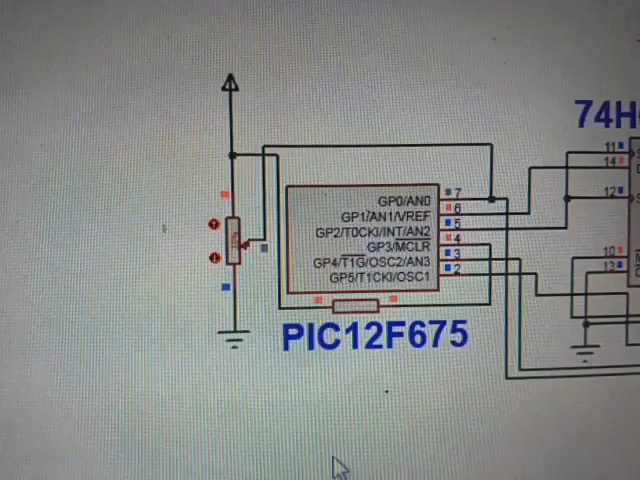 74H
GP0/AN0 7
GP1/AN1/VREF 6
GP2/T0CKI/INT/AN2 5
GP3/MCLR 4
GP4/T1G/OSC2/AN3 3
GP5/T1CKI/OSC1 2
PIC12F675
11
14
12
10
13